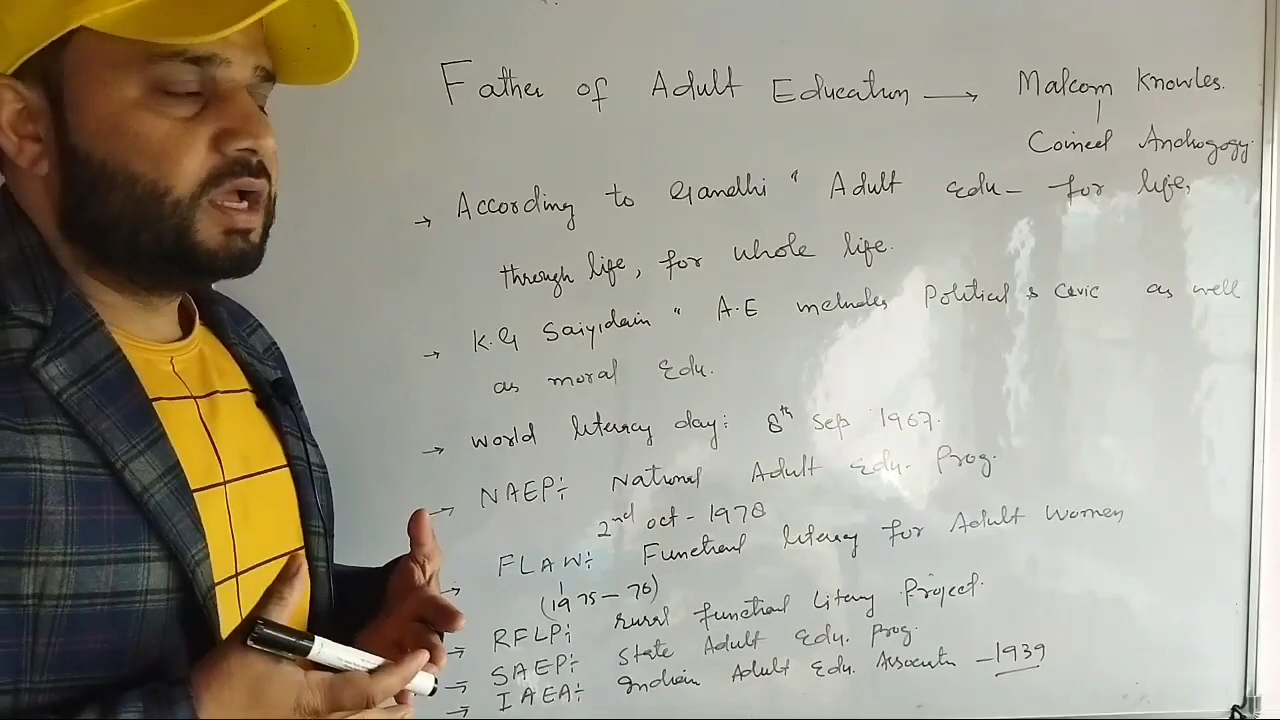 Father of Adult Education → Malcom Knowles.
Coined Andragogy.
→ According to Gandhi " Adult Edu- for life,
through life, for whole life.
→ K.G Saiyidain " A.E includes Political & Civic as well
as moral Edu.
→ World literacy day: 8th Sep 1967.
→ NAEP:- National Adult Edu. Prog.
2nd oct - 1978
→ FLAW:- Functional literacy for Adult Women
(1975-76)
→ RFLP:- Rural functional Literacy Project.
→ SAEP:- State Adult Edu. Prog.
→ IAEA:- Indian Adult Edu. Association - 1939